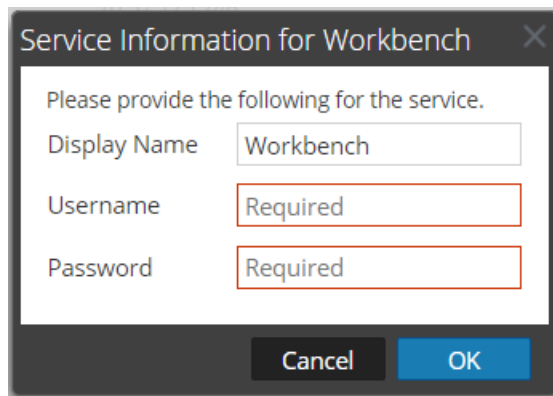 Service Information for Workbench
Please provide the following for the service.
Display Name Workbench
Username Required
Password Required
Cancel OK